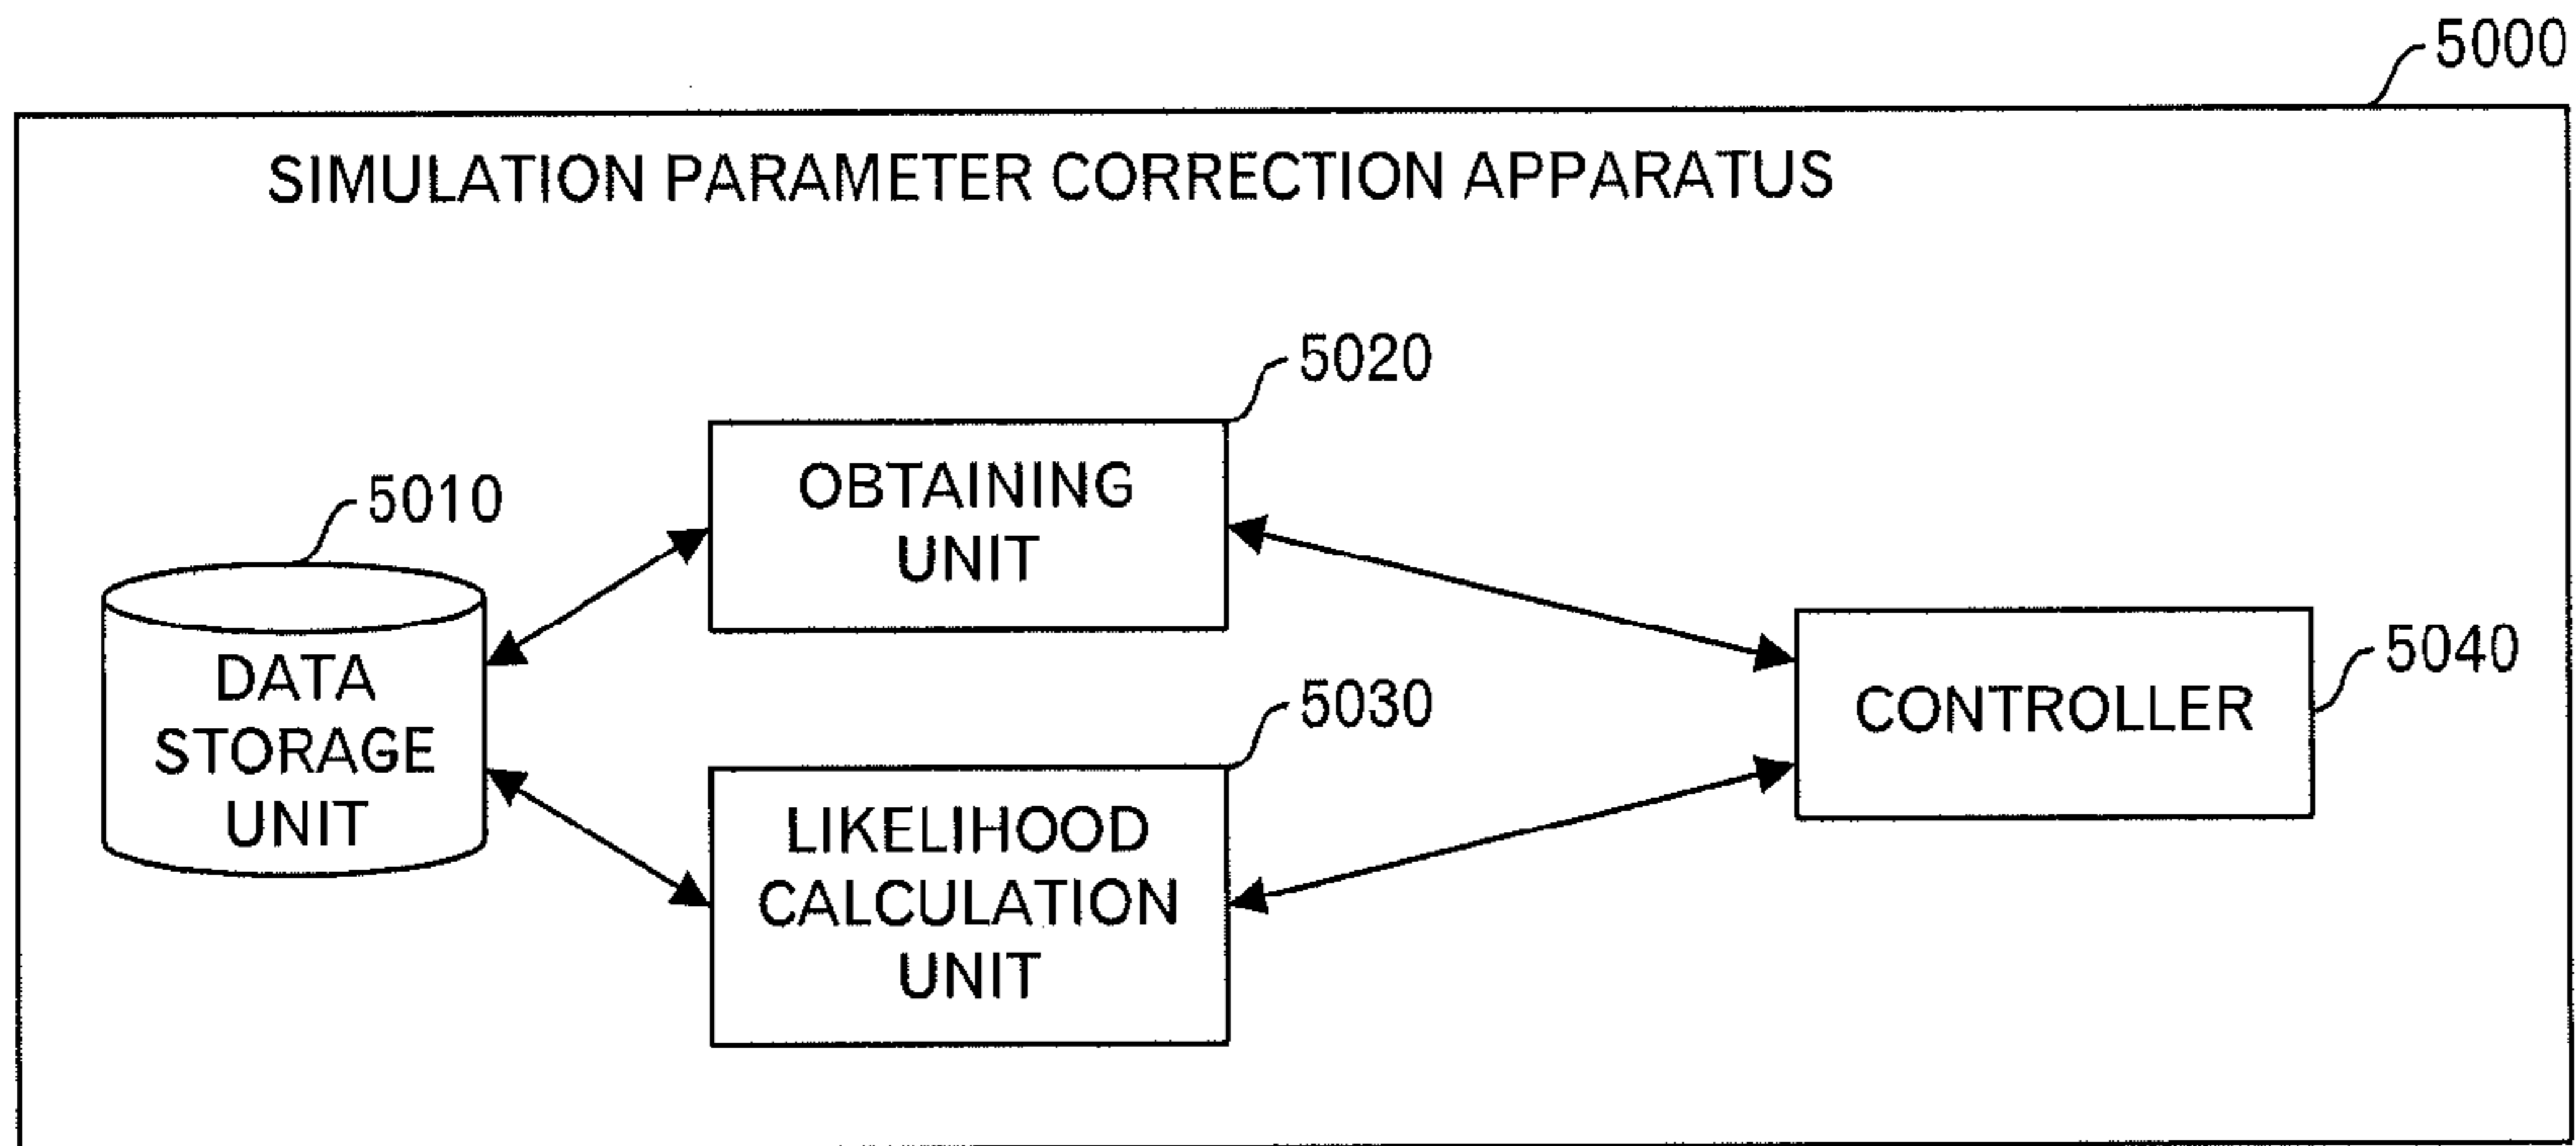 5000
SIMULATION PARAMETER CORRECTION APPARATUS
5020
OBTAINING
UNIT
5010
DATA
STORAGE
UNIT
5030
LIKELIHOOD
CALCULATION
UNIT
5040
CONTROLLER